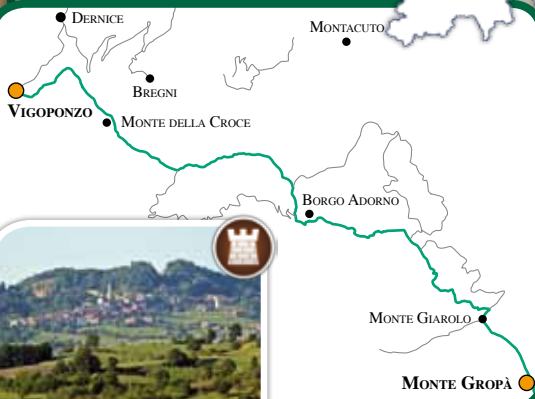 Dernice
Montacuto
Bregni
Vigoponzo
Monte della Croce
Borgo Adorno
Monte Giarolo
Monte Gropà